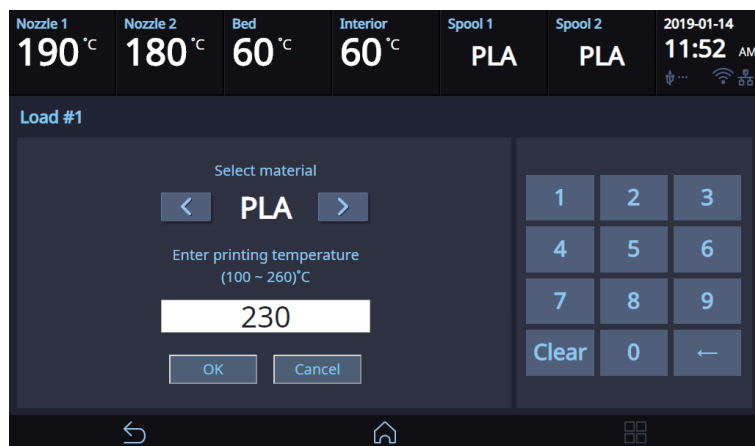 Nozzle 1 Nozzle 2 Bed Interior Spool 1 Spool 2 2019-01-14
190 °C 180 °C 60 °C 60 °C PLA PLA 11:52 AM
Load #1
Select material
< PLA >
Enter printing temperature
(100 ~ 260)°C
230
OK Cancel
1 2 3
4 5 6
7 8 9
Clear 0 ←